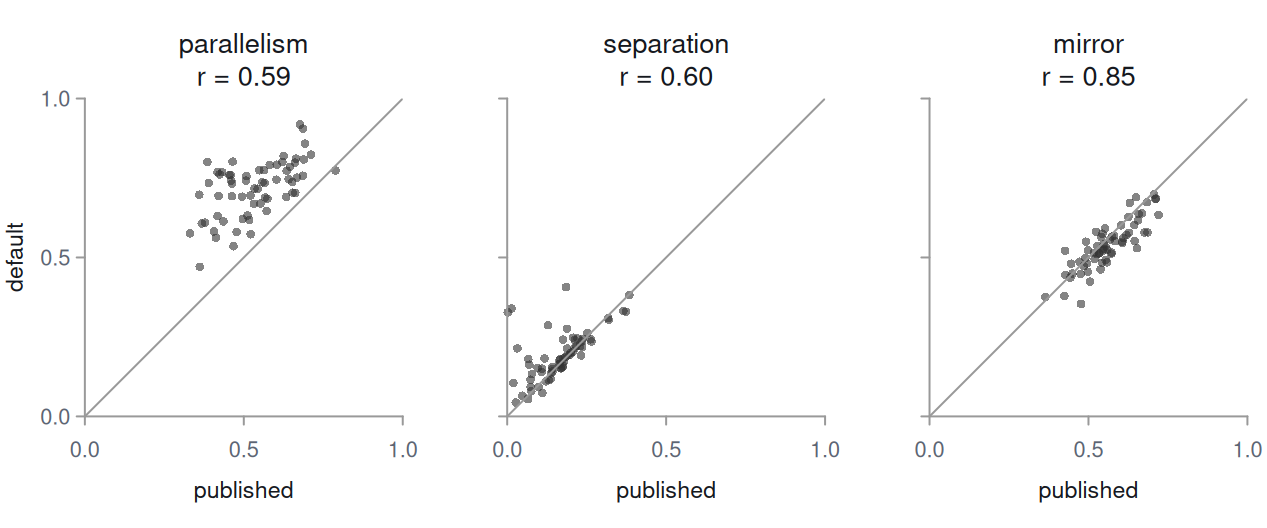 parallelism
r = 0.59
separation
r = 0.60
mirror
r = 0.85
default
1.0
0.5
0.0
0.0 0.5 1.0
0.0 0.5 1.0
0.0 0.5 1.0
published
published
published